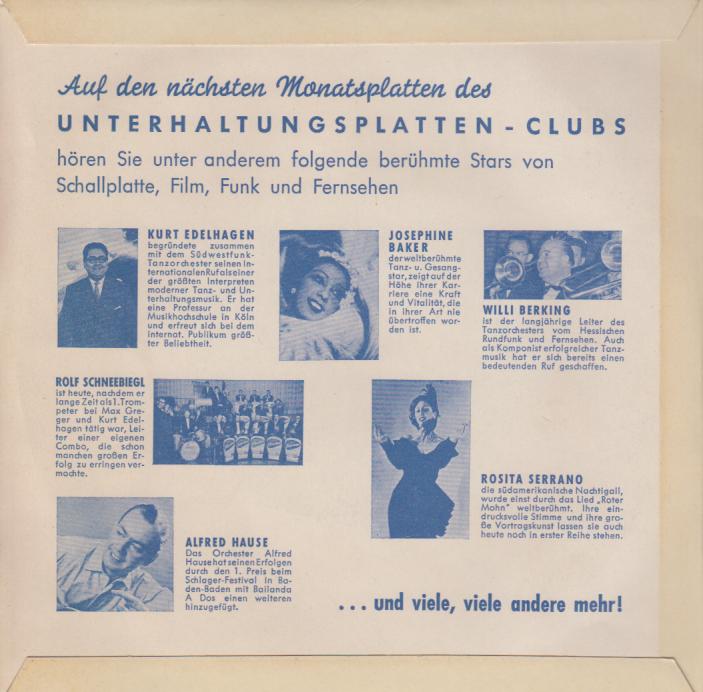 Auf den nächsten Monatsplatten des
UNTERHALTUNGSPLATTEN - CLUBS
hören Sie unter anderem folgende berühmte Stars von
Schallplatte, Film, Funk und Fernsehen
KURT EDELHAGEN
begründete zusammen
mit dem Südwestfunk-
Tanzorchester seinen In-
ternationalen Ruf als einer
der größten Interpreten
moderner Tanz- und Un-
terhaltungsmusik. Er hat
eine Professur an der
Musikhochschule in Köln
und erfreut sich bei dem
internat. Publikum größ-
ter Beliebtheit.
JOSEPHINE
BAKER
der weltberühmte
Tanz- u. Gesang-
star, zeigt auf der
Höhe ihrer Kar-
riere eine Kraft
und Vitalität, die
in ihrer Art nie
übertroffen wor-
den ist.
WILLI BERKING
ist der langjährige Leiter des
Tanzorchesters vom Hessischen
Rundfunk und Fernsehen. Auch
als Komponist erfolgreicher Tanz-
musik hat er sich bereits einen
bedeutenden Ruf geschaffen.
ROLF SCHNEEBIEGL
ist heute, nachdem er
lange Zeit als 1. Trom-
peter bei Max Gre-
ger und Kurt Edel-
hagen tätig war, Lei-
ter einer eigenen
Combo, die schon
manchen großen Er-
folg zu erringen ver-
mochte.
ROSITA SERRANO
die südamerikanische Nachtigall,
wurde einst durch das Lied „Roter
Mohn" weltberühmt. Ihre ein-
drucksvolle Stimme und ihre gro-
ße Vortragskunst lassen sie auch
heute noch in erster Reihe stehen.
ALFRED HAUSE
Das Orchester Alfred
Hause hat seinen Erfolgen
durch den 1. Preis beim
Schlager-Festival in Ba-
den-Baden mit Bailanda
A Dos einen weiteren
hinzugefügt.
... und viele, viele andere mehr!